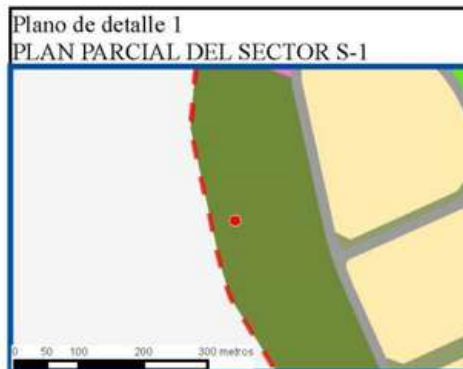 Plano de detalle 1
PLAN PARCIAL DEL SECTOR S-1
0 50 100 200 300 metros